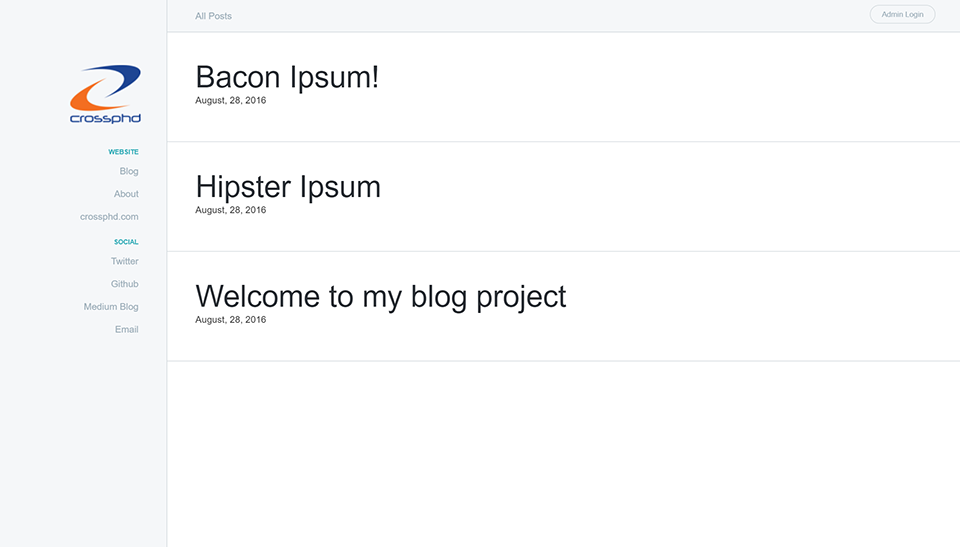 crossphd
WEBSITE
Blog
About
crossphd.com
SOCIAL
Twitter
Github
Medium Blog
Email
All Posts
Admin Login
Bacon Ipsum!
August, 28, 2016
Hipster Ipsum
August, 28, 2016
Welcome to my blog project
August, 28, 2016